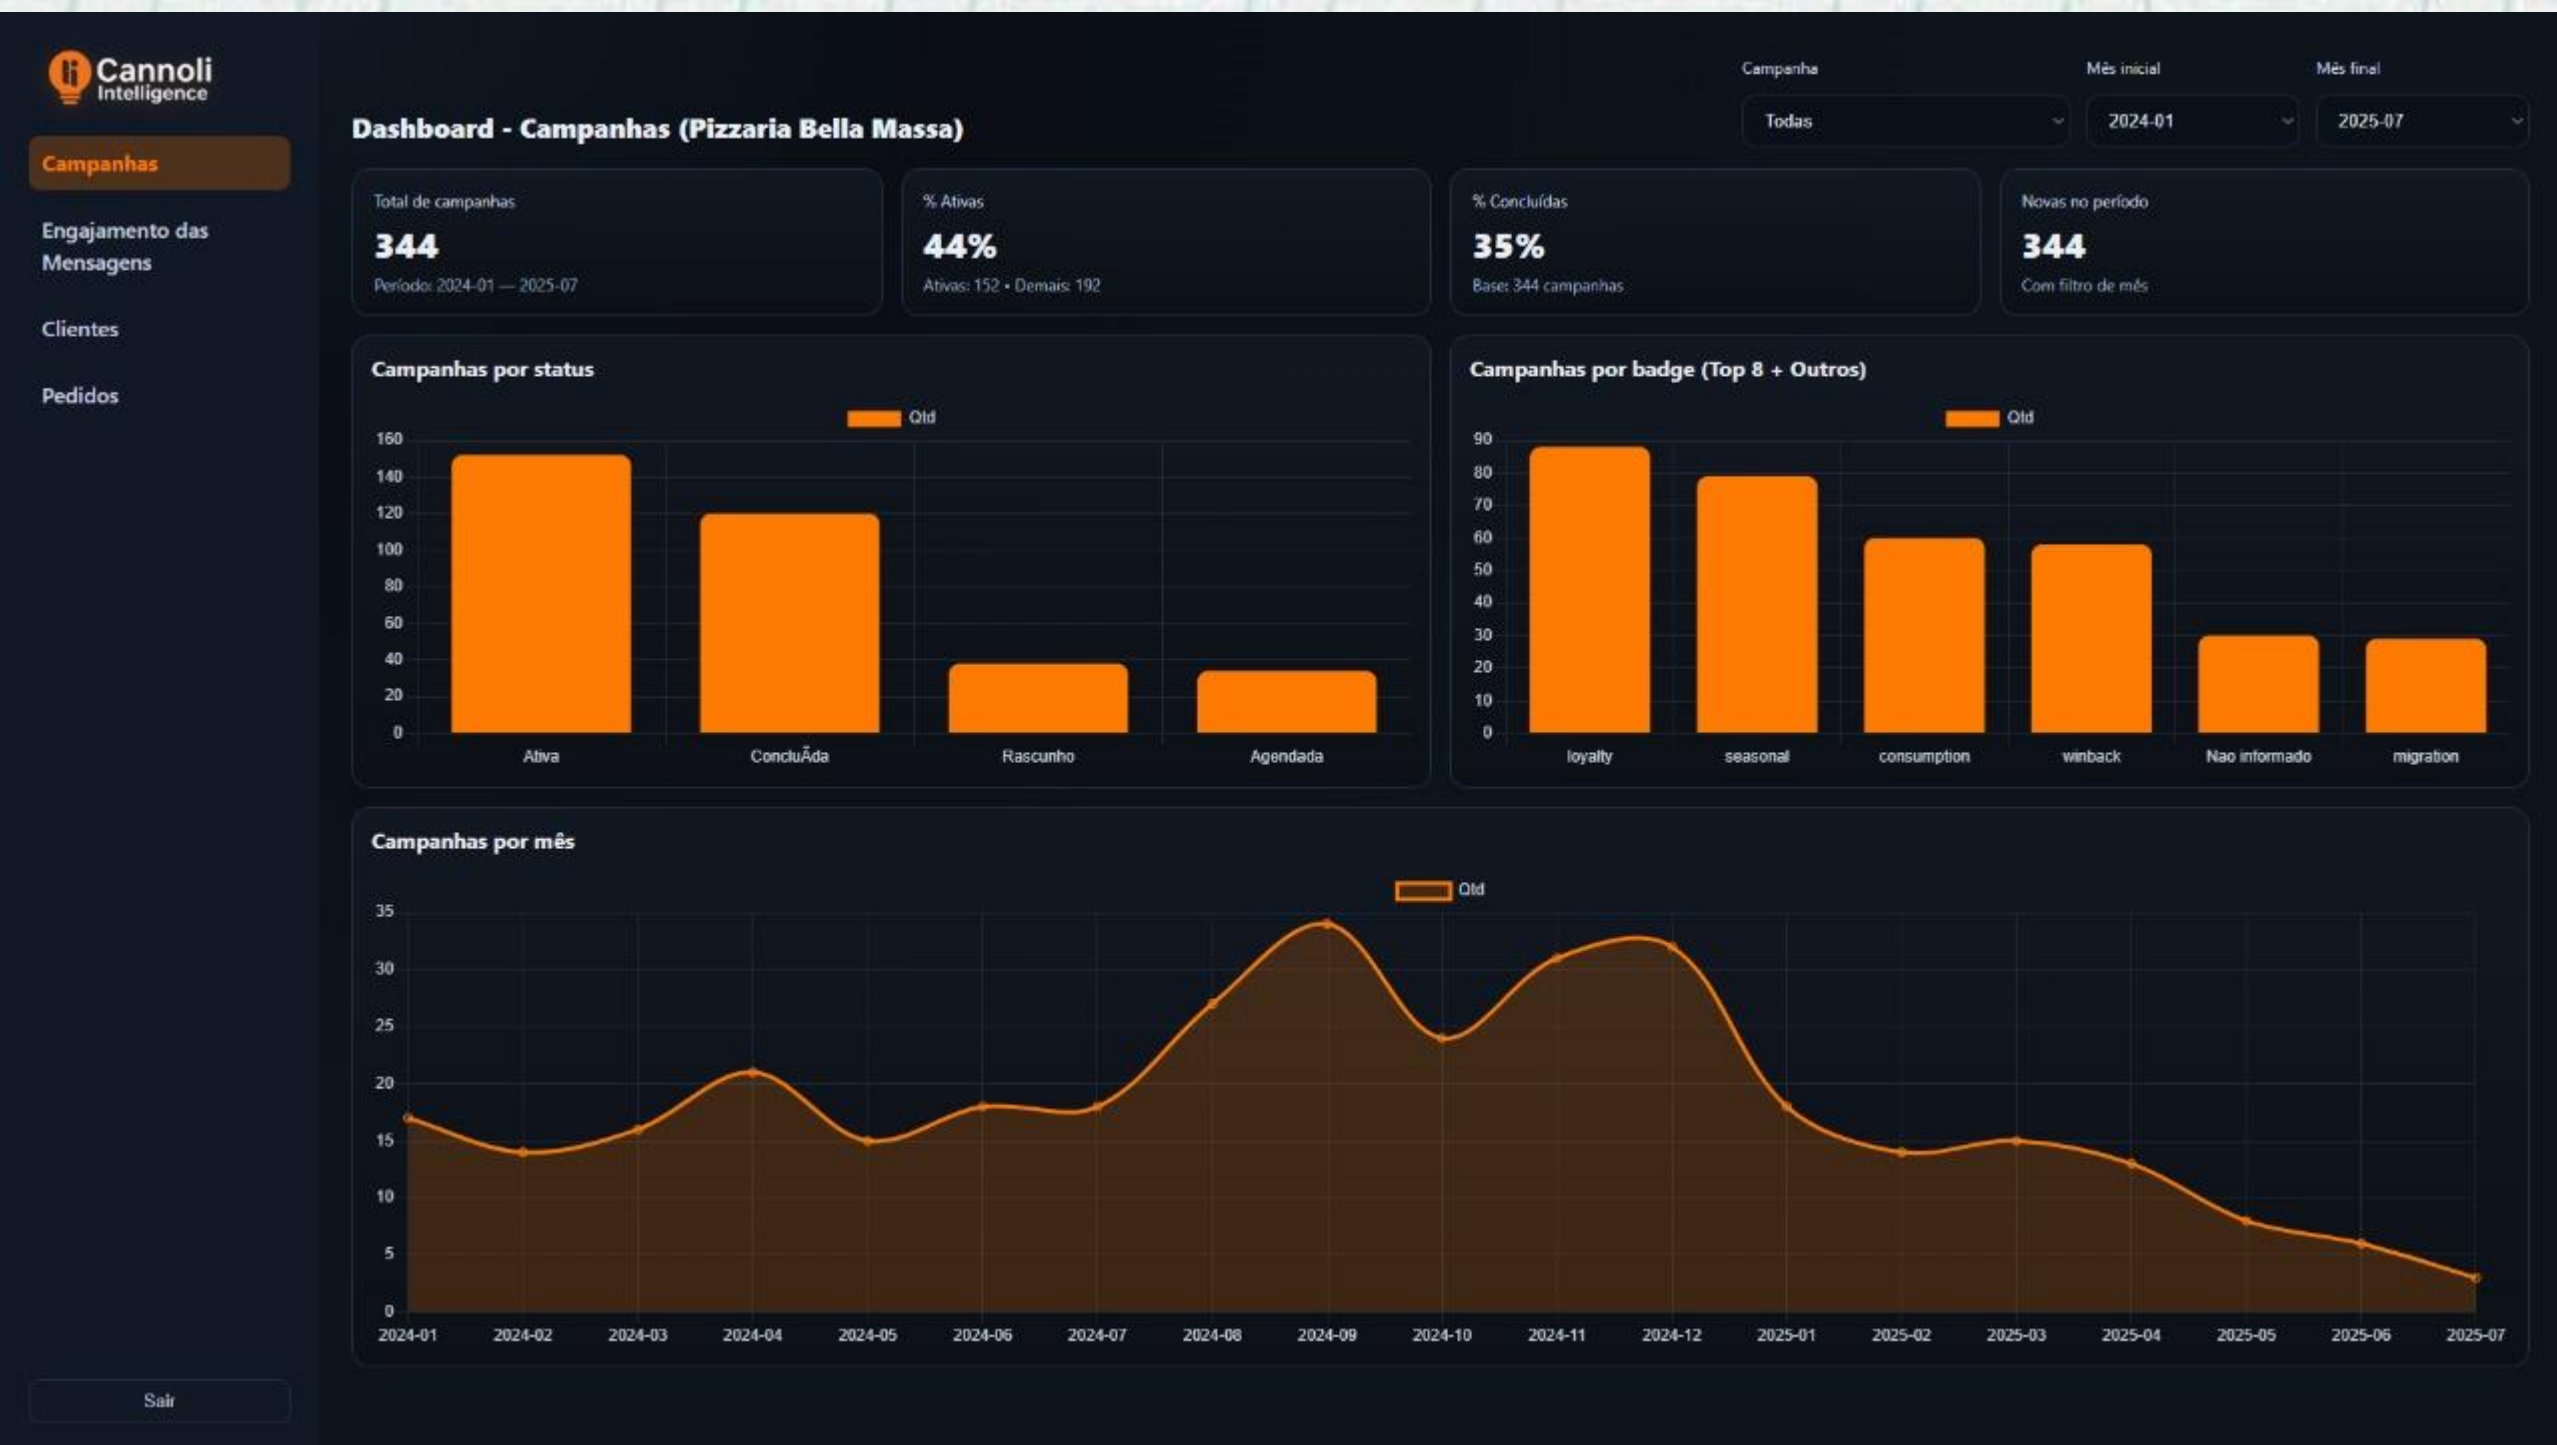 Cannoli
Intelligence
Campanhas
Engajamento das
Mensagens
Clientes
Pedidos
Sair
Campanha
Mês inicial
Mês final
Todas
2024-01
2025-07
Dashboard - Campanhas (Pizzaria Bella Massa)
Total de campanhas
344
Período: 2024-01 — 2025-07
% Ativas
44%
Ativas: 152 • Demais: 192
% Concluídas
35%
Base: 344 campanhas
Novas no período
344
Com filtro de mês
Campanhas por status
Qtd
160
140
120
100
80
60
40
20
0
Ativa
ConcluÃda
Rascunho
Agendada
Campanhas por badge (Top 8 + Outros)
Qtd
90
80
70
60
50
40
30
20
10
0
loyalty
seasonal
consumption
winback
Nao informado
migration
Campanhas por mês
Qtd
35
30
25
20
15
10
5
0
2024-01
2024-02
2024-03
2024-04
2024-05
2024-06
2024-07
2024-08
2024-09
2024-10
2024-11
2024-12
2025-01
2025-02
2025-03
2025-04
2025-05
2025-06
2025-07